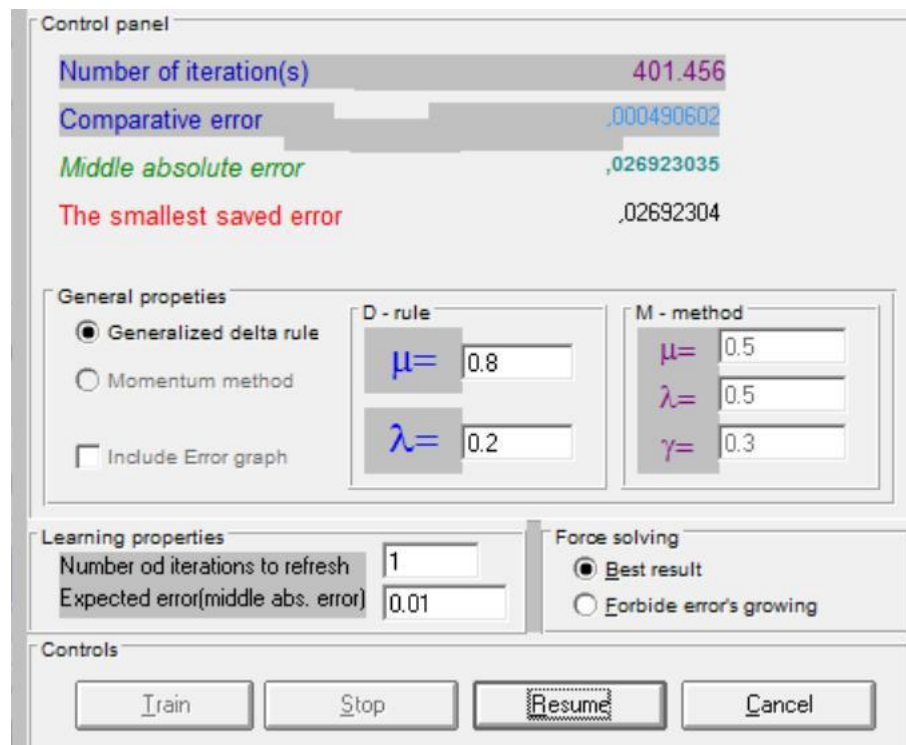 Control panel
Number of iteration(s) 401.456
Comparative error ,000490602
Middle absolute error ,026923035
The smallest saved error ,02692304
General propeties
Generalized delta rule
Momentum method
Include Error graph
D - rule
μ= 0.8
λ= 0.2
M - method
μ= 0.5
λ= 0.5
γ= 0.3
Learning properties
Number od iterations to refresh 1
Expected error(middle abs. error) 0.01
Force solving
Best result
Forbide error's growing
Controls
Train Stop Resume Cancel